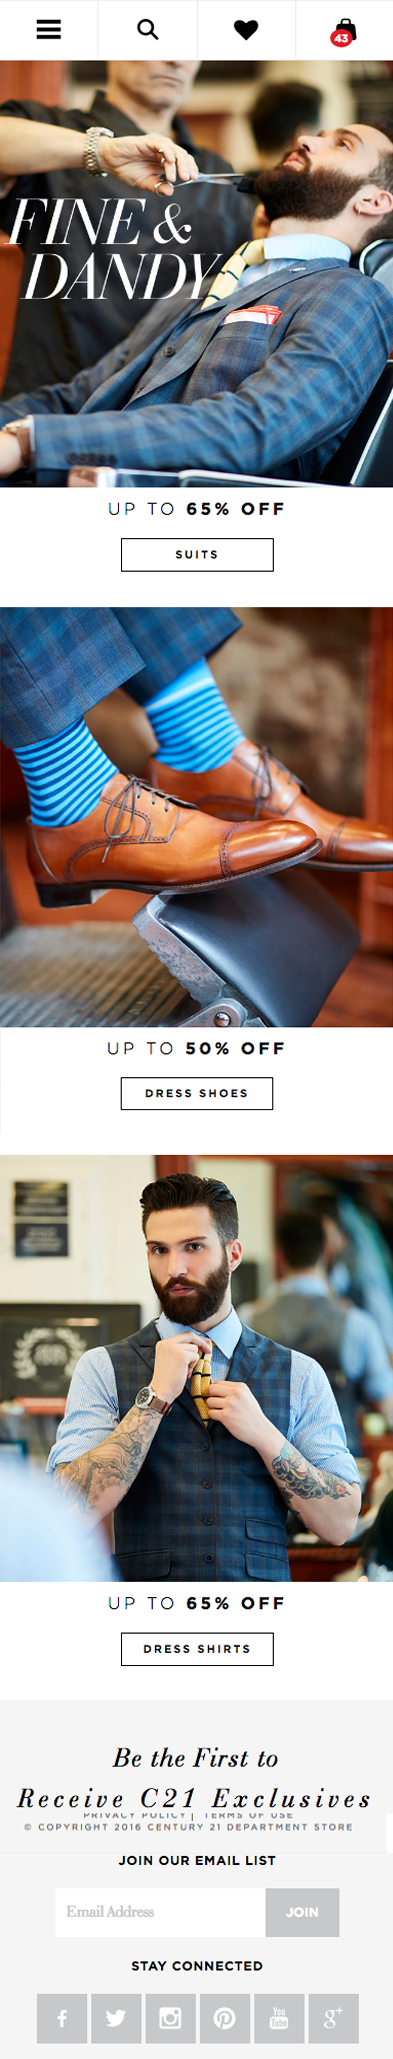 43
FINE &
DANDY
UP TO 65% OFF
SUITS
UP TO 50% OFF
DRESS SHOES
UP TO 65% OFF
DRESS SHIRTS
Be the First to
Receive C21 Exclusives
PRIVACY POLICY | TERMS OF USE
© COPYRIGHT 2016 CENTURY 21 DEPARTMENT STORE
JOIN OUR EMAIL LIST
Email Address JOIN
STAY CONNECTED
f You Tube g+